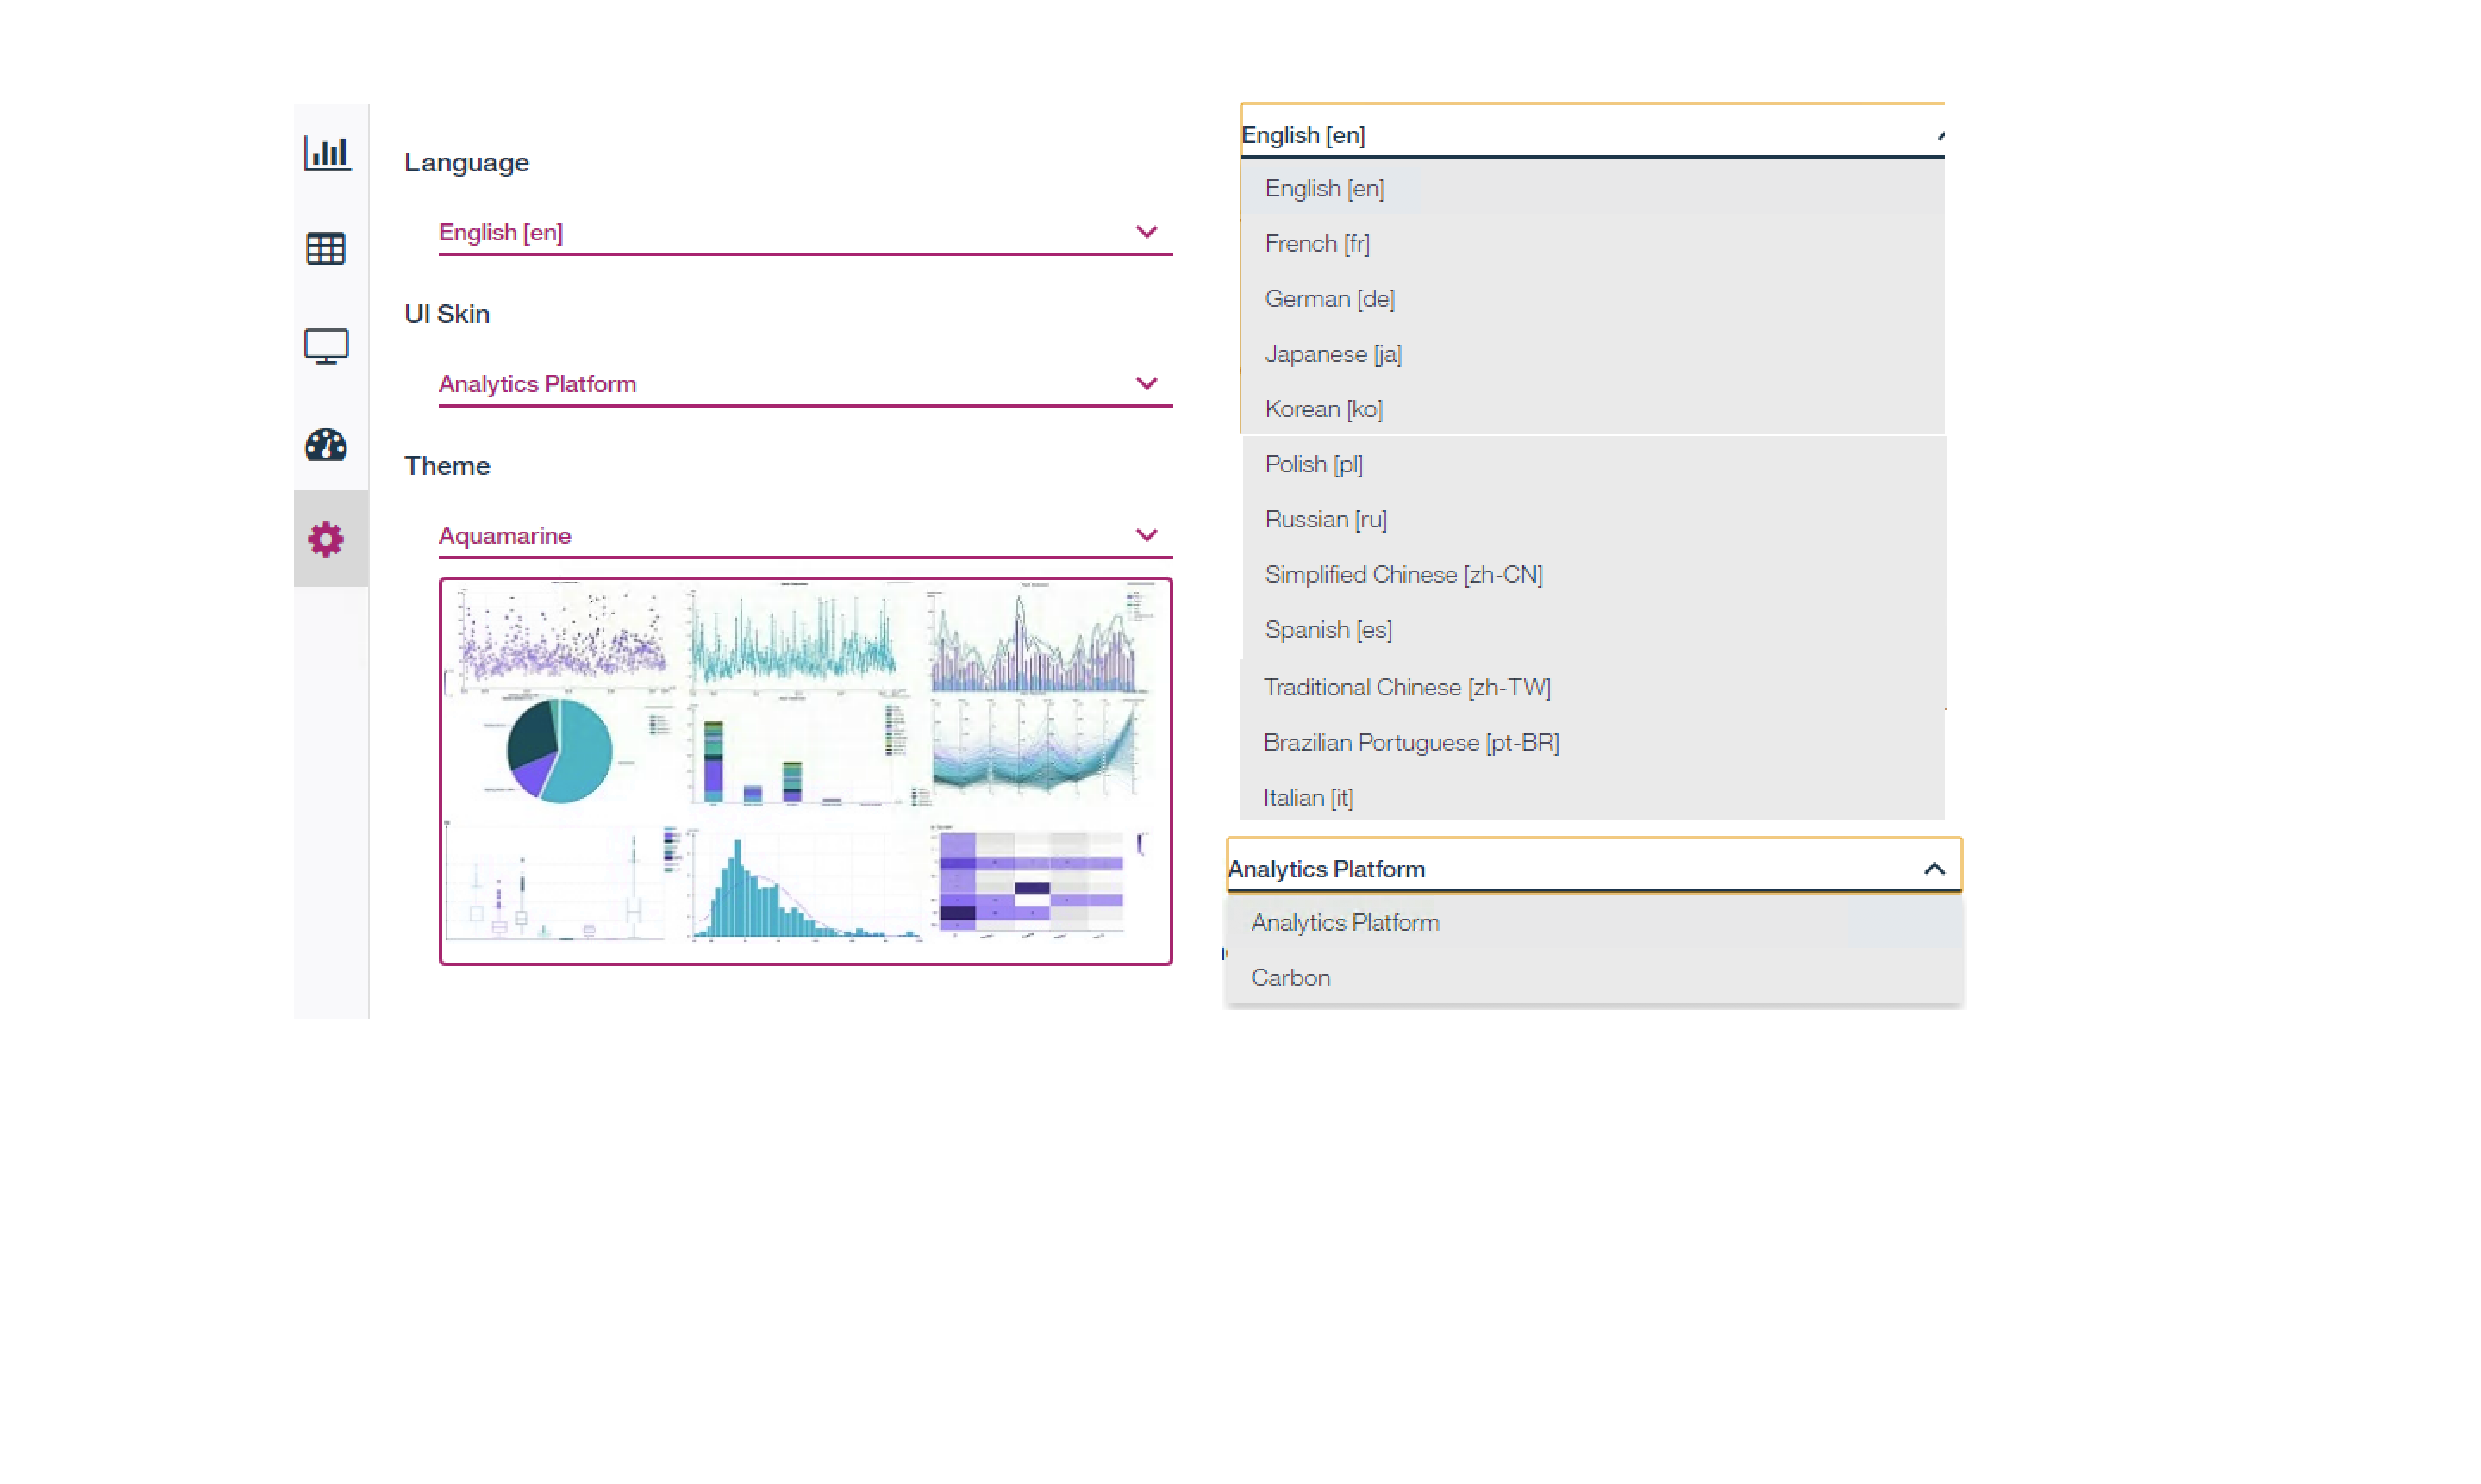 Language
English [en]
UI Skin
Analytics Platform
Theme
Aquamarine
English [en]
English [en]
French [fr]
German [de]
Japanese [ja]
Korean [ko]
Polish [pl]
Russian [ru]
Simplified Chinese [zh-CN]
Spanish [es]
Traditional Chinese [zh-TW]
Brazilian Portuguese [pt-BR]
Italian [it]
Analytics Platform
Analytics Platform
Carbon